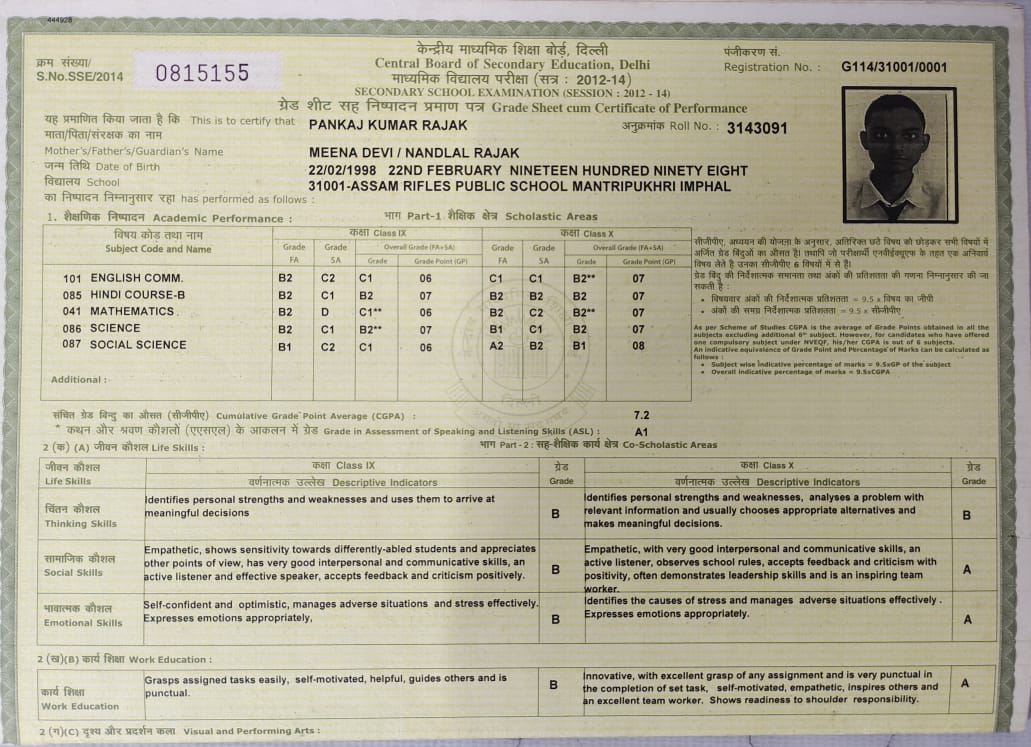 444928
केन्द्रीय माध्यमिक शिक्षा बोर्ड, दिल्ली
Central Board of Secondary Education, Delhi
माध्यमिक विद्यालय परीक्षा (सत्र : 2012-14)
SECONDARY SCHOOL EXAMINATION (SESSION : 2012 - 14)
ग्रेड शीट सह निष्पादन प्रमाण पत्र Grade Sheet cum Certificate of Performance
क्रम संख्या/
S.No.SSE/2014 0815155
पंजीकरण सं.
Registration No. : G114/31001/0001
यह प्रमाणित किया जाता है कि This is to certify that PANKAJ KUMAR RAJAK अनुक्रमांक Roll No. : 3143091
माता/पिता/संरक्षक का नाम
Mother's/Father's/Guardian's Name MEENA DEVI / NANDLAL RAJAK
जन्म तिथि Date of Birth 22/02/1998 22ND FEBRUARY NINETEEN HUNDRED NINETY EIGHT
विद्यालय School 31001-ASSAM RIFLES PUBLIC SCHOOL MANTRIPUKHRI IMPHAL
का निष्पादन निम्नानुसार रहा has performed as follows :
1. शैक्षणिक निष्पादन Academic Performance : भाग Part-1 शैक्षिक क्षेत्र Scholastic Areas
विषय कोड तथा नाम कक्षा Class IX कक्षा Class X
Subject Code and Name Grade Grade Overall Grade (FA+SA) Grade Grade Overall Grade (FA+SA)
FA SA Grade Grade Point (GP) FA SA Grade Grade Point (GP)
101 ENGLISH COMM. B2 C2 C1 06 C1 C1 B2** 07
085 HINDI COURSE-B B2 C1 B2 07 B2 B2 B2 07
041 MATHEMATICS B2 D C1** 06 B2 C2 B2** 07
086 SCIENCE B2 C1 B2** 07 B1 C1 B2 07
087 SOCIAL SCIENCE B1 C2 C1 06 A2 B2 B1 08
Additional :
सीजीपीए, अध्ययन की योजना के अनुसार, अतिरिक्त छठे विषय को छोड़कर सभी विषयों में
अर्जित ग्रेड बिंदुओं का औसत है। तथापि जो परीक्षार्थी एनवीईक्यूएफ के तहत एक अनिवार्य
विषय लेते है उनका सीजीपीए 6 विषयों में से है।
ग्रेड बिंदु की निर्देशात्मक समानता तथा अंकों की प्रतिशतता की गणना निम्नानुसार की जा
सकती है :
• विषयवार अंकों की निर्देशात्मक प्रतिशतता = 9.5 x विषय का जीपी
• अंकों की समग्र निर्देशात्मक प्रतिशतता = 9.5 x सीजीपीए
As per Scheme of Studies CGPA is the average of Grade Points obtained in all the
subjects excluding additional 6th subject. However, for candidates who have offered
one compulsory subject under NVEQF, his/her CGPA is out of 6 subjects.
An indicative equivalence of Grade Point and Percentage of Marks can be calculated as
follows :
• Subject wise Indicative percentage of marks = 9.5xGP of the subject
• Overall indicative percentage of marks = 9.5xCGPA
संचित ग्रेड बिन्दु का औसत (सीजीपीए) Cumulative Grade Point Average (CGPA) : 7.2
* कथन और श्रवण कौशलों (एएसएल) के आकलन में ग्रेड Grade in Assessment of Speaking and Listening Skills (ASL) : A1
2 (क) (A) जीवन कौशल Life Skills : भाग Part - 2 : सह-शैक्षिक कार्य क्षेत्र Co-Scholastic Areas
जीवन कौशल कक्षा Class IX ग्रेड कक्षा Class X ग्रेड
Life Skills वर्णनात्मक उल्लेख Descriptive Indicators Grade वर्णनात्मक उल्लेख Descriptive Indicators Grade
चिंतन कौशल
Thinking Skills
Identifies personal strengths and weaknesses and uses them to arrive at
meaningful decisions
B
Identifies personal strengths and weaknesses, analyses a problem with
relevant information and usually chooses appropriate alternatives and
makes meaningful decisions.
B
सामाजिक कौशल
Social Skills
Empathetic, shows sensitivity towards differently-abled students and appreciates
other points of view, has very good interpersonal and communicative skills, an
active listener and effective speaker, accepts feedback and criticism positively.
B
Empathetic, with very good interpersonal and communicative skills, an
active listener, observes school rules, accepts feedback and criticism with
positivity, often demonstrates leadership skills and is an inspiring team
worker.
A
भावात्मक कौशल
Emotional Skills
Self-confident and optimistic, manages adverse situations and stress effectively.
Expresses emotions appropriately,
B
Identifies the causes of stress and manages adverse situations effectively .
Expresses emotions appropriately.
A
2 (ख)(B) कार्य शिक्षा Work Education :
कार्य शिक्षा
Work Education
Grasps assigned tasks easily, self-motivated, helpful, guides others and is
punctual.
B
Innovative, with excellent grasp of any assignment and is very punctual in
the completion of set task, self-motivated, empathetic, inspires others and
an excellent team worker. Shows readiness to shoulder responsibility.
A
2 (ग)(C) दृश्य और प्रदर्शन कला Visual and Performing Arts :